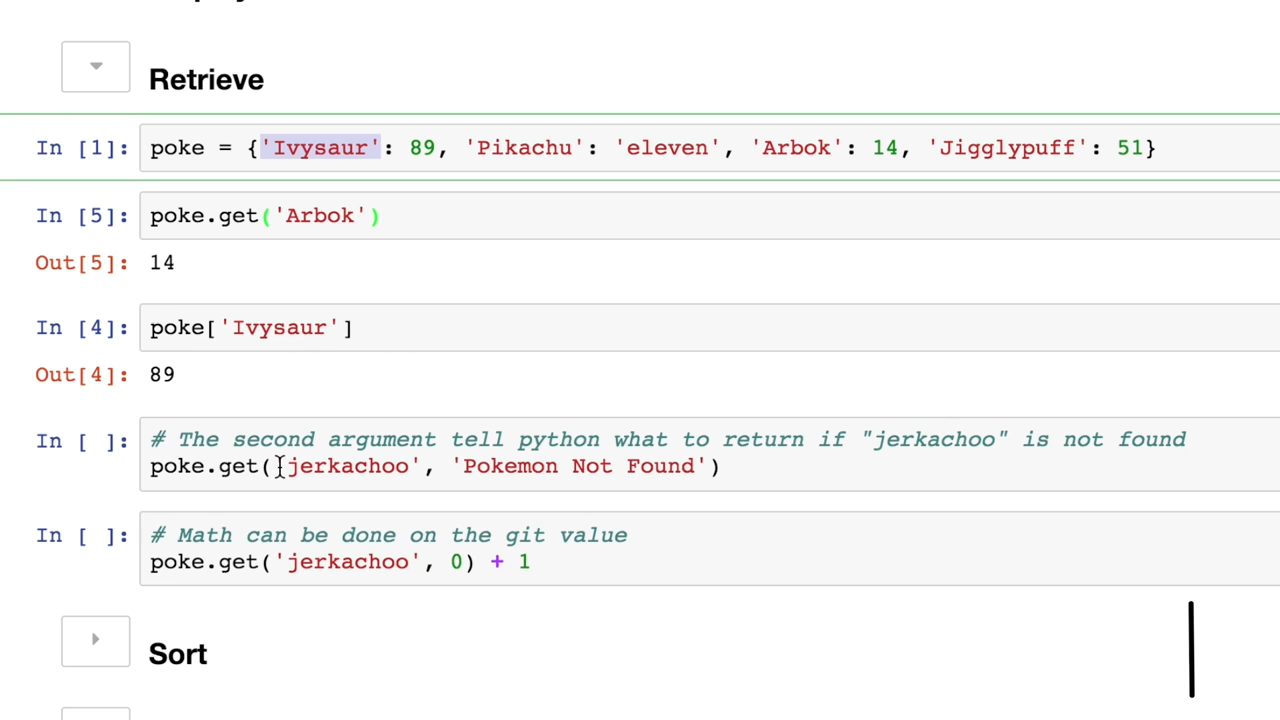 Retrieve
In [1]: poke = {'Ivysaur': 89, 'Pikachu': 'eleven', 'Arbok': 14, 'Jigglypuff': 51}
In [5]: poke.get('Arbok')
Out[5]: 14
In [4]: poke['Ivysaur']
Out[4]: 89
In [ ]: # The second argument tell python what to return if "jerkachoo" is not found
poke.get('jerkachoo', 'Pokemon Not Found')
In [ ]: # Math can be done on the git value
poke.get('jerkachoo', 0) + 1
Sort